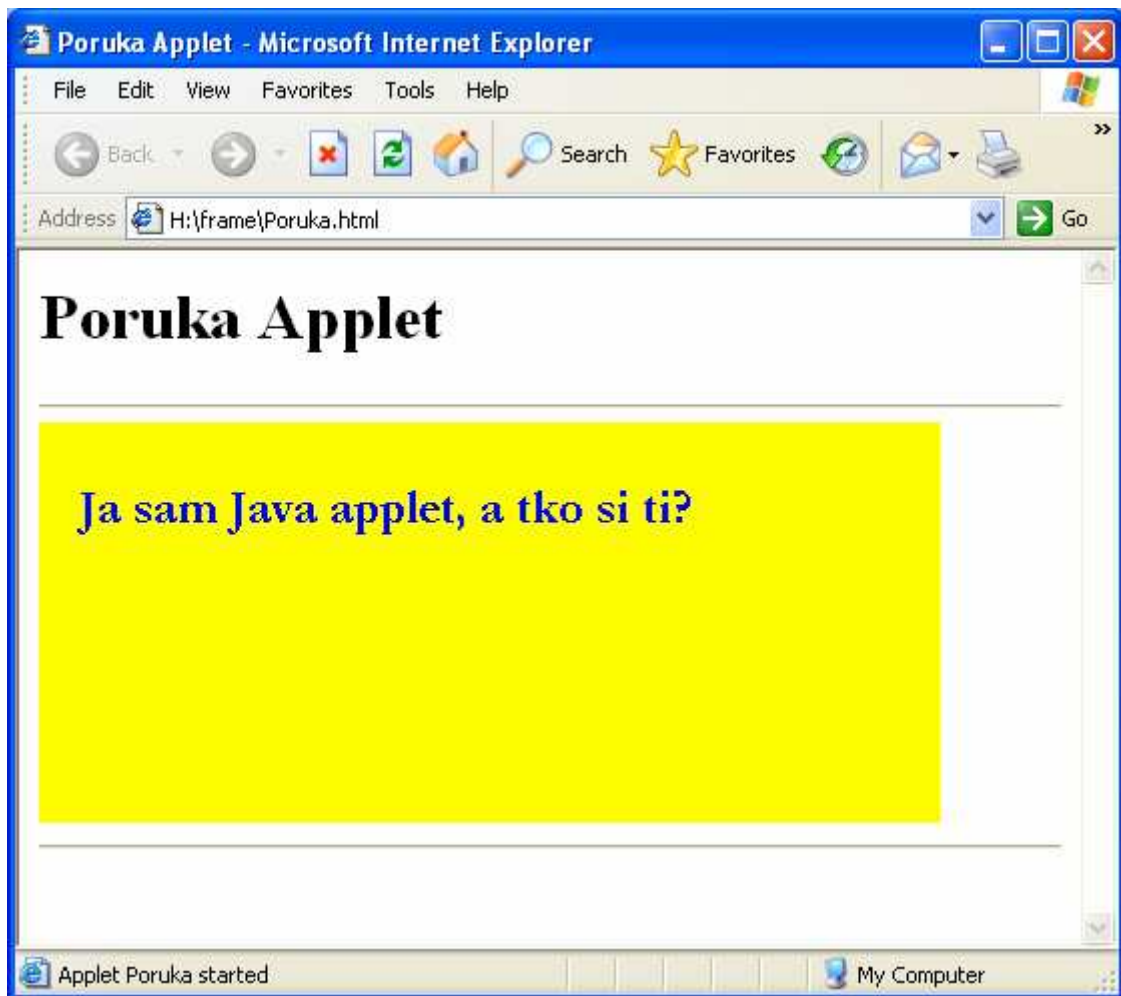 Poruka Applet - Microsoft Internet Explorer
File Edit View Favorites Tools Help
Back Search Favorites »
Address H:\frame\Poruka.html Go
Poruka Applet
Ja sam Java applet, a tko si ti?
Applet Poruka started My Computer